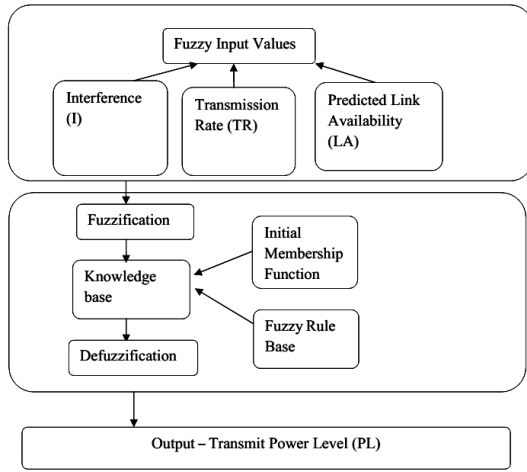 Fuzzy Input Values
Interference
(I)
Transmission
Rate (TR)
Predicted Link
Availability
(LA)
Fuzzification
Initial
Membership
Function
Knowledge
base
Fuzzy Rule
Base
Defuzzification
Output – Transmit Power Level (PL)